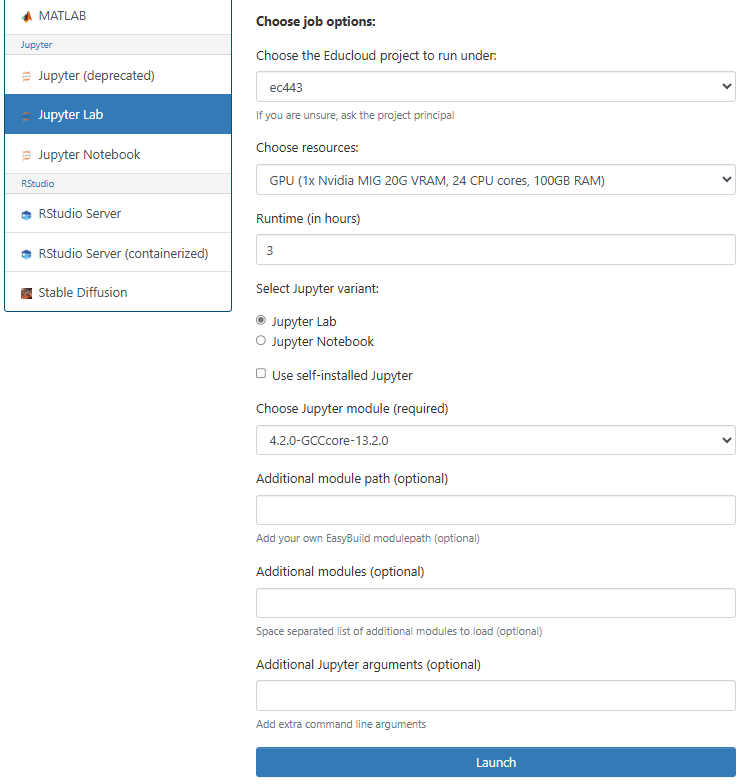 MATLAB
Jupyter
Jupyter (deprecated)
Jupyter Lab
Jupyter Notebook
RStudio
RStudio Server
RStudio Server (containerized)
Stable Diffusion
Choose job options:
Choose the Educloud project to run under:
ec443
If you are unsure, ask the project principal
Choose resources:
GPU (1x Nvidia MIG 20G VRAM, 24 CPU cores, 100GB RAM)
Runtime (in hours)
3
Select Jupyter variant:
Jupyter Lab
Jupyter Notebook
Use self-installed Jupyter
Choose Jupyter module (required)
4.2.0-GCCcore-13.2.0
Additional module path (optional)
Add your own EasyBuild modulepath (optional)
Additional modules (optional)
Space separated list of additional modules to load (optional)
Additional Jupyter arguments (optional)
Add extra command line arguments
Launch